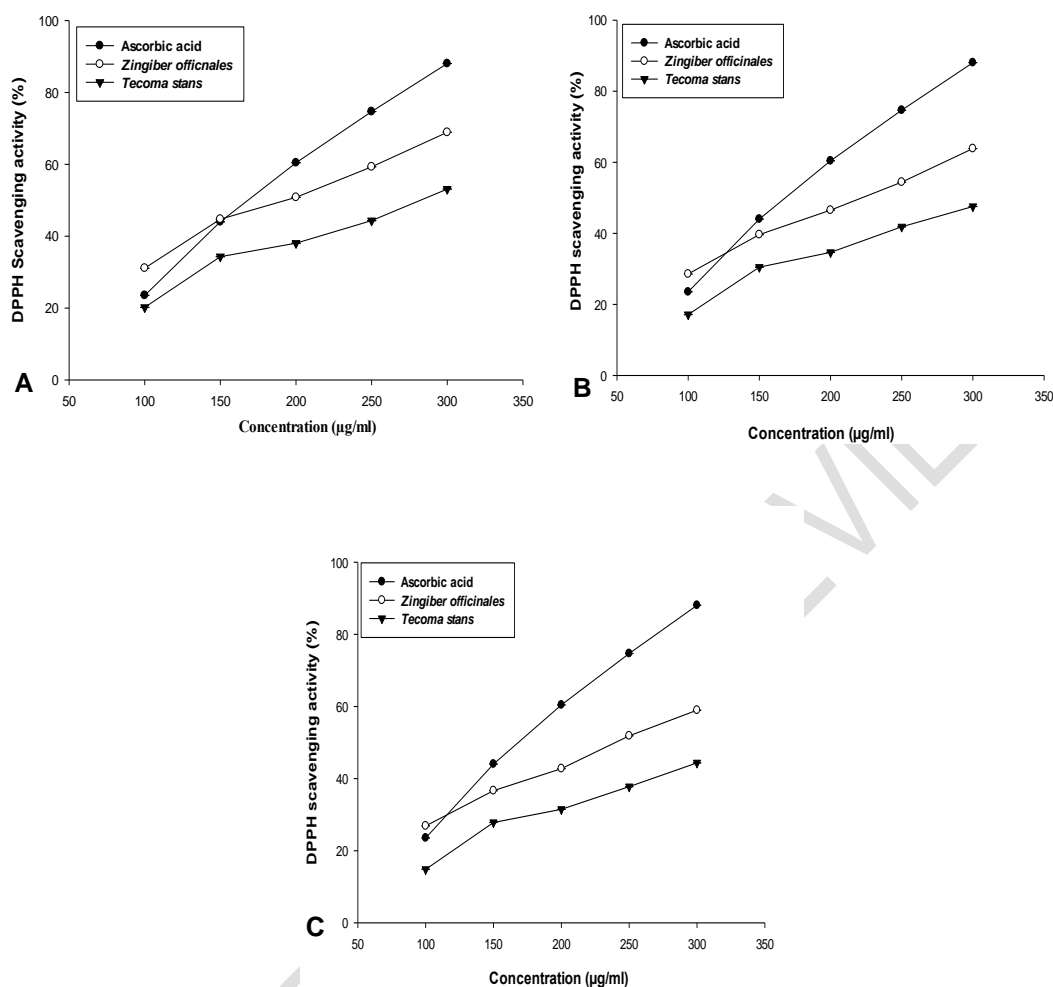 Ascorbic acid
Zingiber officnales
Tecoma stans
DPPH Scavenging activity (%)
100
80
60
40
20
0
A
50
100
150
200
250
300
350
Concentration (µg/ml)
Ascorbic acid
Zingiber officinales
Tecoma stans
DPPH scavenging activity (%)
100
80
60
40
20
0
B
50
100
150
200
250
300
350
Concentration (µg/ml)
Ascorbic acid
Zingiber officinales
Tecoma stans
DPPH scavenging activity (%)
100
80
60
40
20
0
C
50
100
150
200
250
300
350
Concentration (µg/ml)